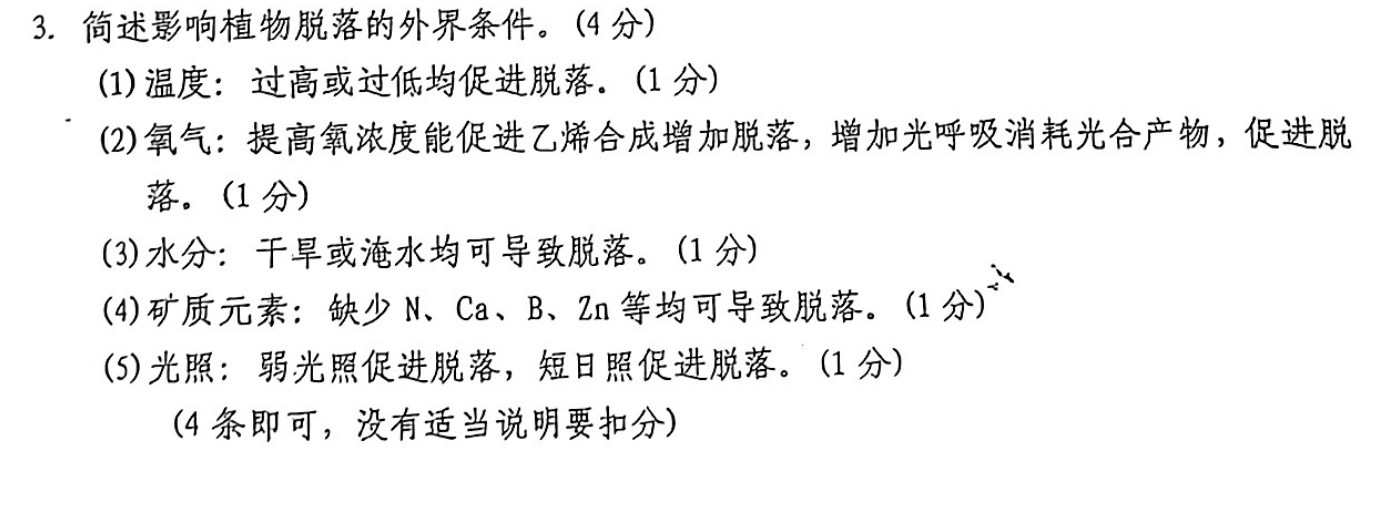 3. 简述影响植物脱落的外界条件。(4 分)
(1)温度： 过高或过低均促进脱落. (1 分)
(2)氧气：提高氧浓度能促进乙烯合成增加脱落，增加光呼吸消耗光合产物，促进脱
落。(1 分)
(3)水分： 干旱或淹水均可导致脱落。(1 分)
(4)矿质元素：缺少 N、Ca、B、Zn 等均可导致脱落。(1 分)
(5)光照： 弱光照促进脱落，短日照促进脱落。(1 分)
(4 条即可，没有适当说明要扣分)